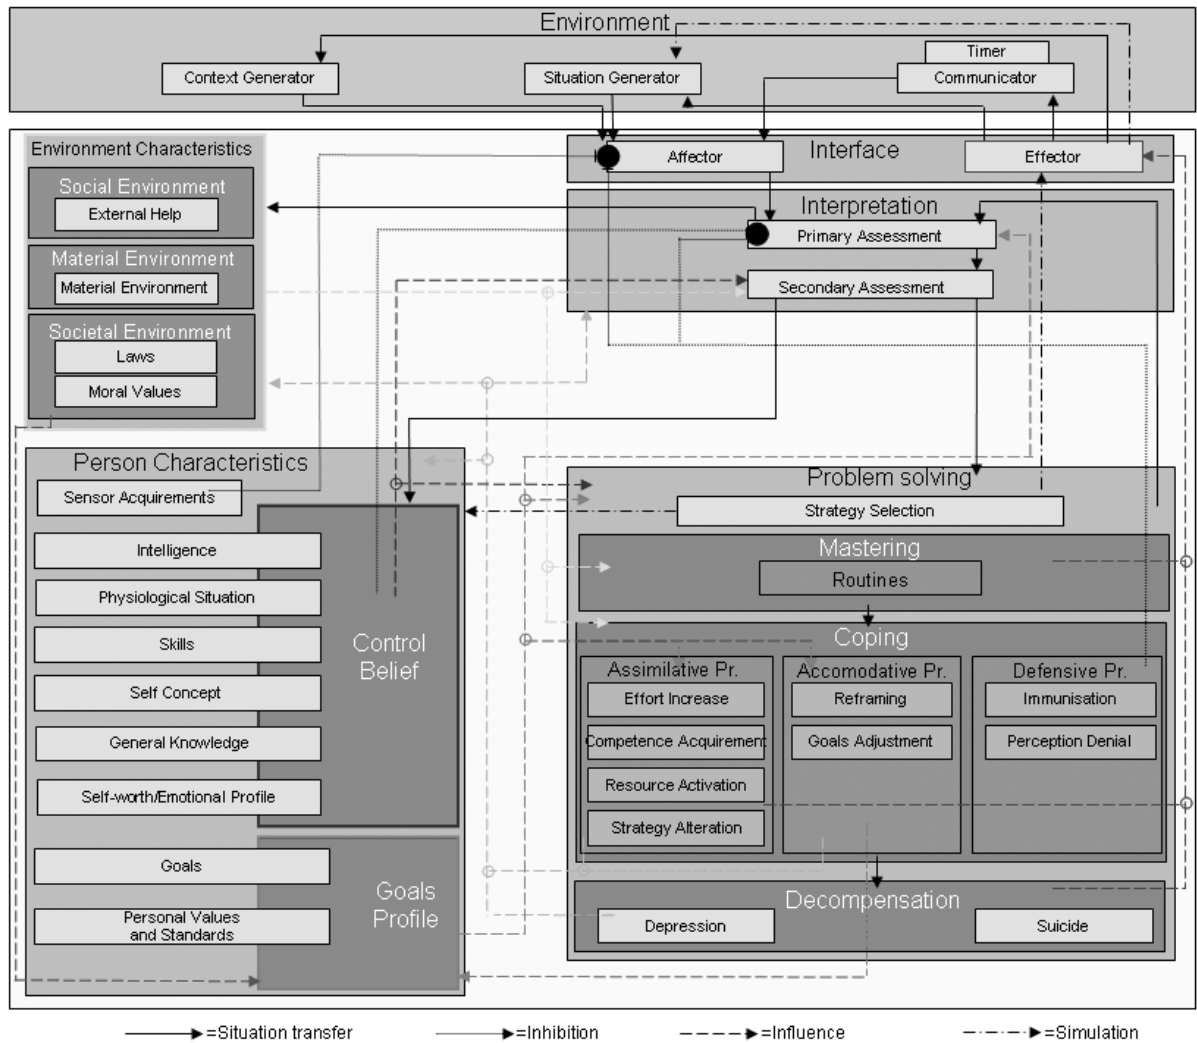 Environment
Timer
Context Generator
Situation Generator
Communicator
Environment Characteristics
Social Environment
External Help
Material Environment
Material Environment
Societal Environment
Laws
Moral Values
Affector
Interface
Effector
Interpretation
Primary Assessment
Secondary Assessment
Person Characteristics
Sensor Acquirements
Intelligence
Physiological Situation
Skills
Self Concept
General Knowledge
Self-worth/Emotional Profile
Control
Belief
Goals
Personal Values
and Standards
Goals
Profile
Problem solving
Strategy Selection
Mastering
Routines
Coping
Assimilative Pr.
Effort Increase
Competence Acquirement
Resource Activation
Strategy Alteration
Accomodative Pr.
Reframing
Goals Adjustment
Defensive Pr.
Immunisation
Perception Denial
Decompensation
Depression
Suicide
=Situation transfer
=Inhibition
=Influence
=Simulation